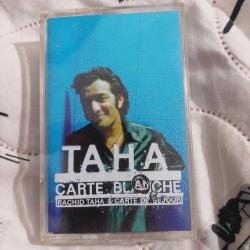 TAHA
CARTE BLANCHE
RACHID TAHA & CARTE DE SEJOUR